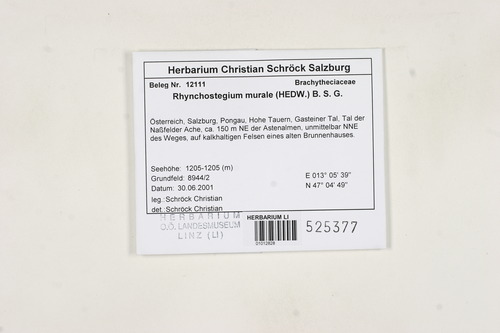 Herbarium Christian Schröck Salzburg
Beleg Nr. 12111 Brachytheciaceae
Rhynchostegium murale (HEDW.) B. S. G.
Österreich, Salzburg, Pongau, Hohe Tauern, Gasteiner Tal, Tal der
Naßfelder Ache, ca. 150 m NE der Astenalmen, unmittelbar NNE
des Weges, auf kalkhaltigen Felsen eines alten Brunnenhauses.
Seehöhe: 1205-1205 (m)
Grundfeld: 8944/2 E 013° 05' 39"
Datum: 30.06.2001 N 47° 04' 49"
leg.:Schröck Christian
det.:Schröck Christian
HERBARIUM
O.Ö. LANDESMUSEUM
LINZ (LI)
HERBARIUM LI
01012828
525377